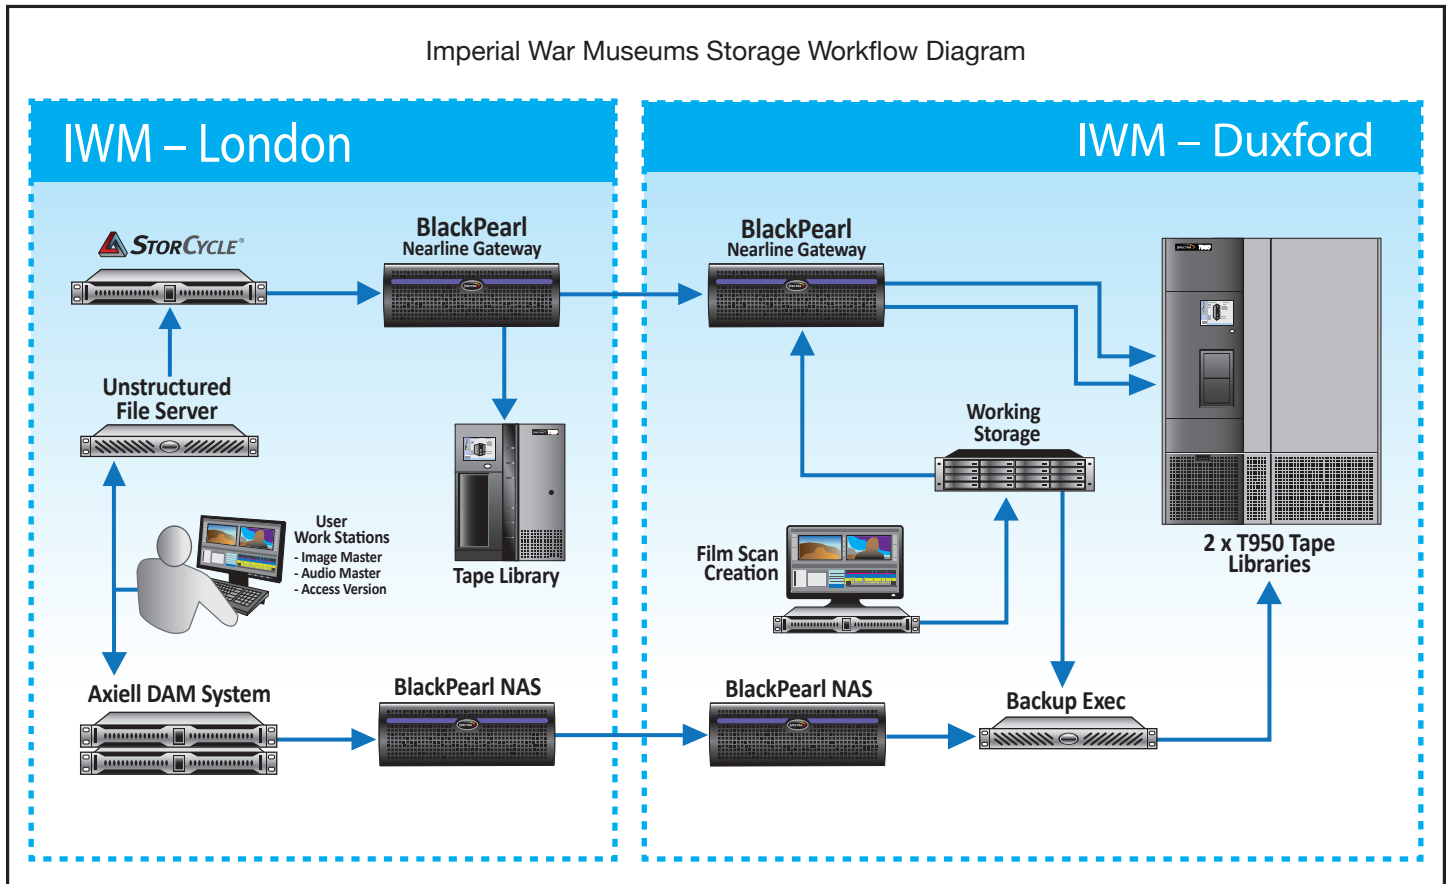 Imperial War Museums Storage Workflow Diagram
IWM – London
IWM – Duxford
STORCYCLE®
BlackPearl
Nearline Gateway
BlackPearl
Nearline Gateway
Unstructured
File Server
Working
Storage
User
Work Stations
- Image Master
- Audio Master
- Access Version
Tape Library
Film Scan
Creation
2 x T950 Tape
Libraries
Axiell DAM System
BlackPearl NAS
BlackPearl NAS
Backup Exec